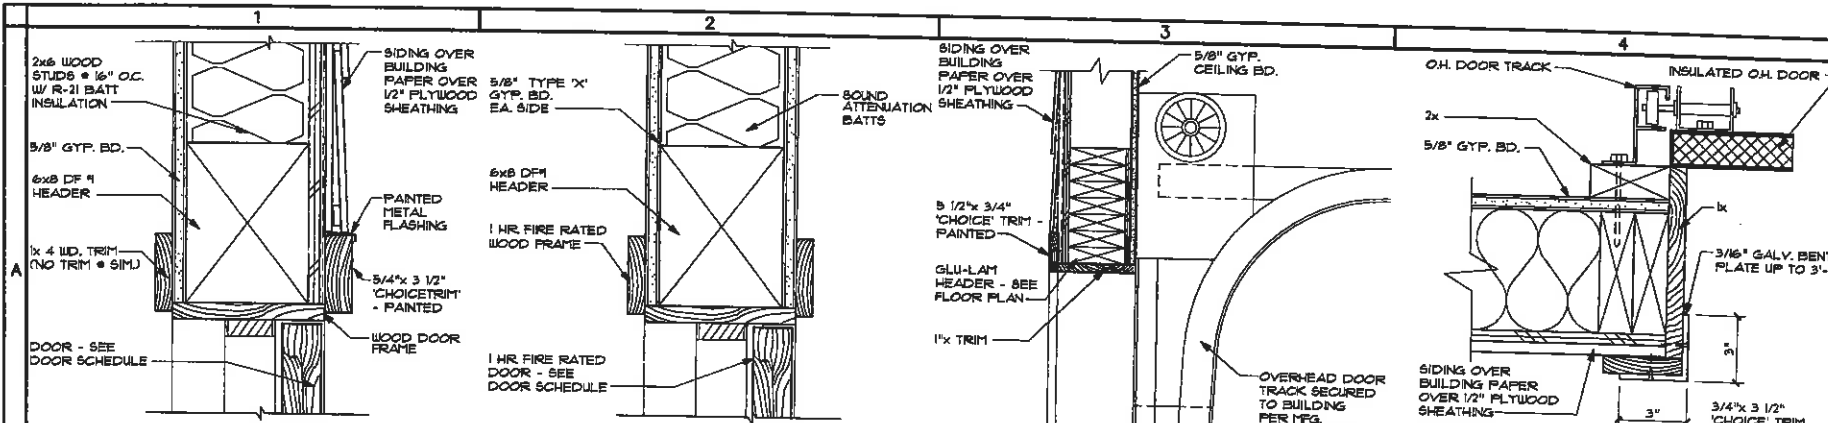 1
2
3
4
A
2x6 WOOD
STUDS @ 16" O.C.
W/ R-21 BATT
INSULATION
5/8" GYP. BD.
6x8 DF #1
HEADER
1x 4 WD. TRIM
(NO TRIM @ SIM.)
DOOR - SEE
DOOR SCHEDULE
SIDING OVER
BUILDING
PAPER OVER
1/2" PLYWOOD
SHEATHING
PAINTED
METAL
FLASHING
5/4"x 3 1/2"
'CHOICETRIM'
- PAINTED
WOOD DOOR
FRAME
5/8" TYPE 'X'
GYP. BD.
EA. SIDE
6x8 DF#1
HEADER
1 HR. FIRE RATED
WOOD FRAME
1 HR. FIRE RATED
DOOR - SEE
DOOR SCHEDULE
SOUND
ATTENUATION
BATTS
SIDING OVER
BUILDING
PAPER OVER
1/2" PLYWOOD
SHEATHING
5 1/2"x 3/4"
'CHOICE' TRIM -
PAINTED
GLU-LAM
HEADER - SEE
FLOOR PLAN
1"x TRIM
5/8" GYP.
CEILING BD.
OVERHEAD DOOR
TRACK SECURED
TO BUILDING
PER MFG.
O.H. DOOR TRACK
2x
5/8" GYP. BD.
INSULATED O.H. DOOR
1x
3/16" GALV. BENT
PLATE UP TO 3'-
3"
SIDING OVER
BUILDING PAPER
OVER 1/2" PLYWOOD
SHEATHING
3"
3/4"x 3 1/2"
'CHOICE' TRIM